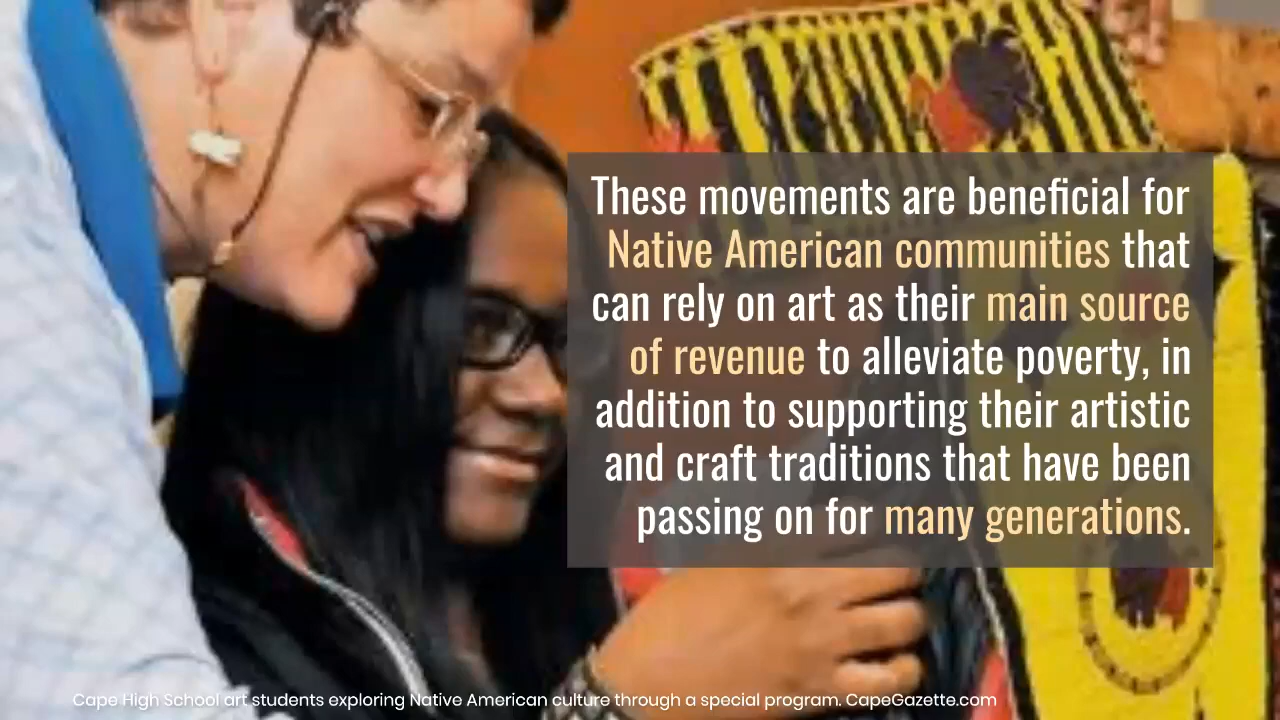 These movements are beneficial for
Native American communities that
can rely on art as their main source
of revenue to alleviate poverty, in
addition to supporting their artistic
and craft traditions that have been
passing on for many generations.
Cape High School art students exploring Native American culture through a special program. CapeGazette.com